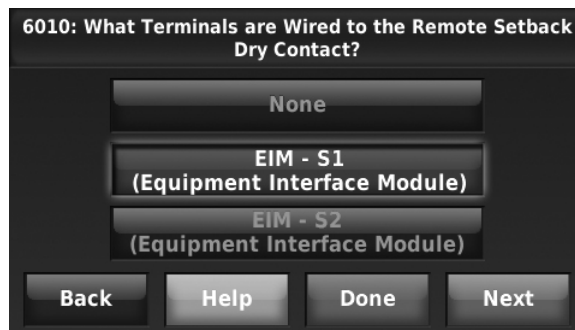 6010: What Terminals are Wired to the Remote Setback
Dry Contact?
None
EIM - S1
(Equipment Interface Module)
EIM - S2
(Equipment Interface Module)
Back Help Done Next